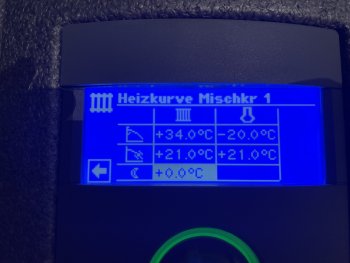 Heizkurve Mischkr 1
+34.0°C -20.0°C
+21.0°C +21.0°C
+0.0°C